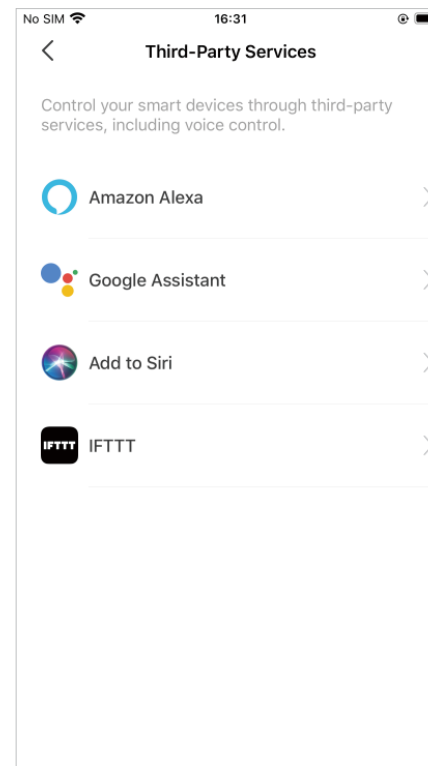 No SIM 16:31
Third-Party Services
Control your smart devices through third-party
services, including voice control.
Amazon Alexa
Google Assistant
Add to Siri
IFTTT IFTTT